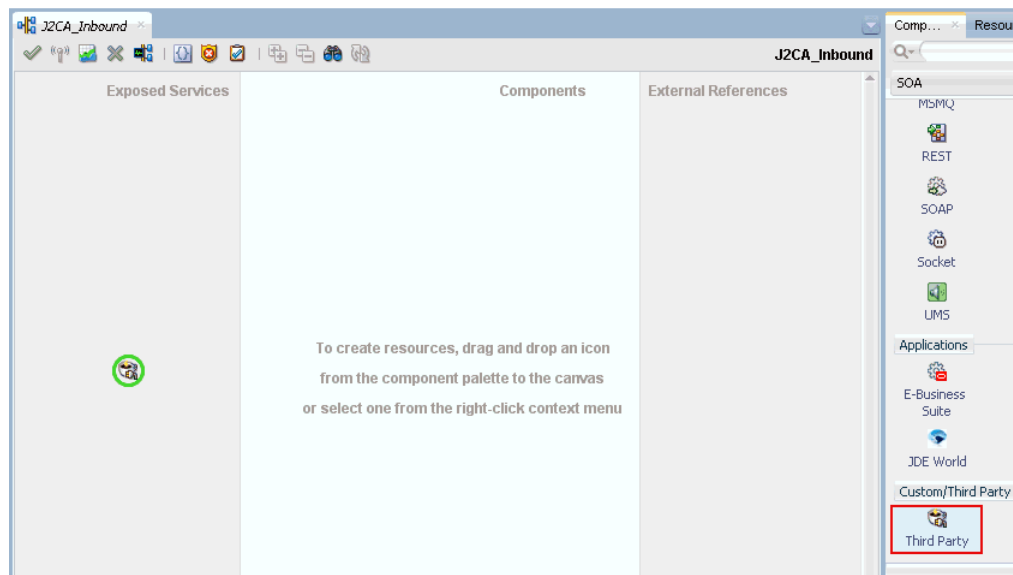 J2CA_Inbound
Comp...
Resou
J2CA_Inbound
SOA
Exposed Services
Components
External References
MSMQ
REST
SOAP
Socket
UMS
To create resources, drag and drop an icon
from the component palette to the canvas
or select one from the right-click context menu
Applications
E-Business
Suite
JDE World
Custom/Third Party
Third Party